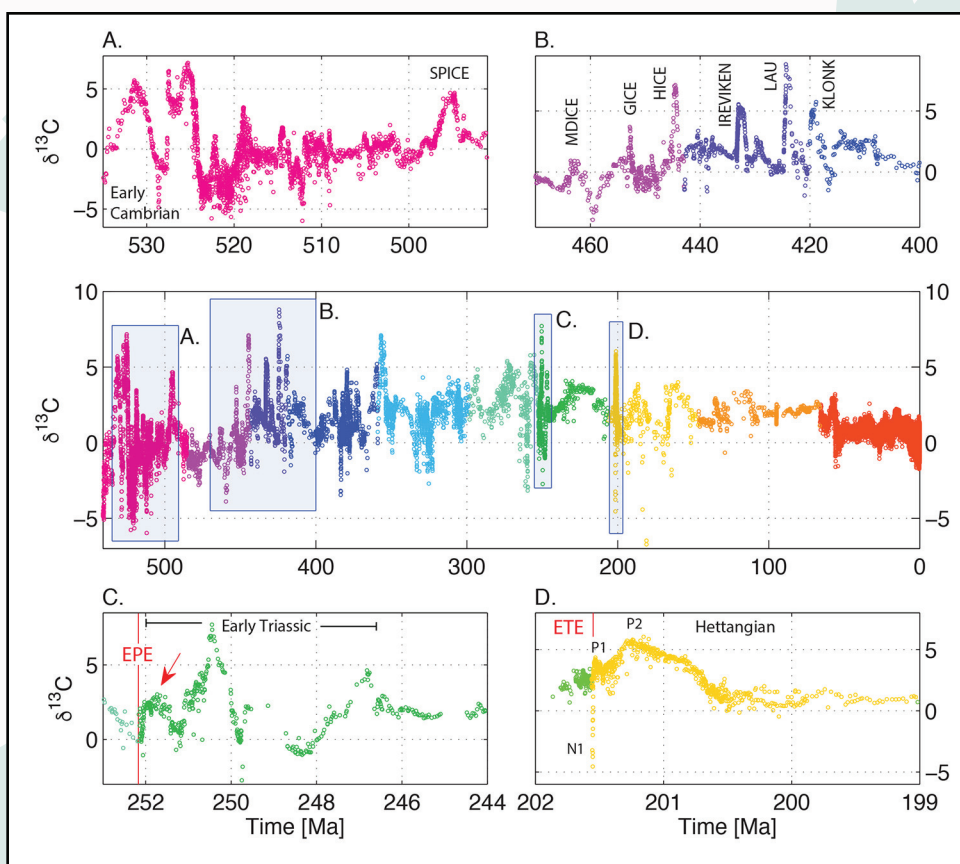 A.
δ13C
5
0
−5
SPICE
Early
Cambrian
530
520
510
500
B.
MDICE
GICE
HICE
IREVIKEN
LAU
KLONK
5
0
460
440
420
400
δ13C
10
5
0
−5
A.
B.
C.
D.
10
5
0
−5
500
400
300
200
100
0
C.
δ13C
5
0
EPE
Early Triassic
252
250
248
246
244
Time [Ma]
D.
ETE
P1
P2
Hettangian
N1
5
0
−5
202
201
200
199
Time [Ma]